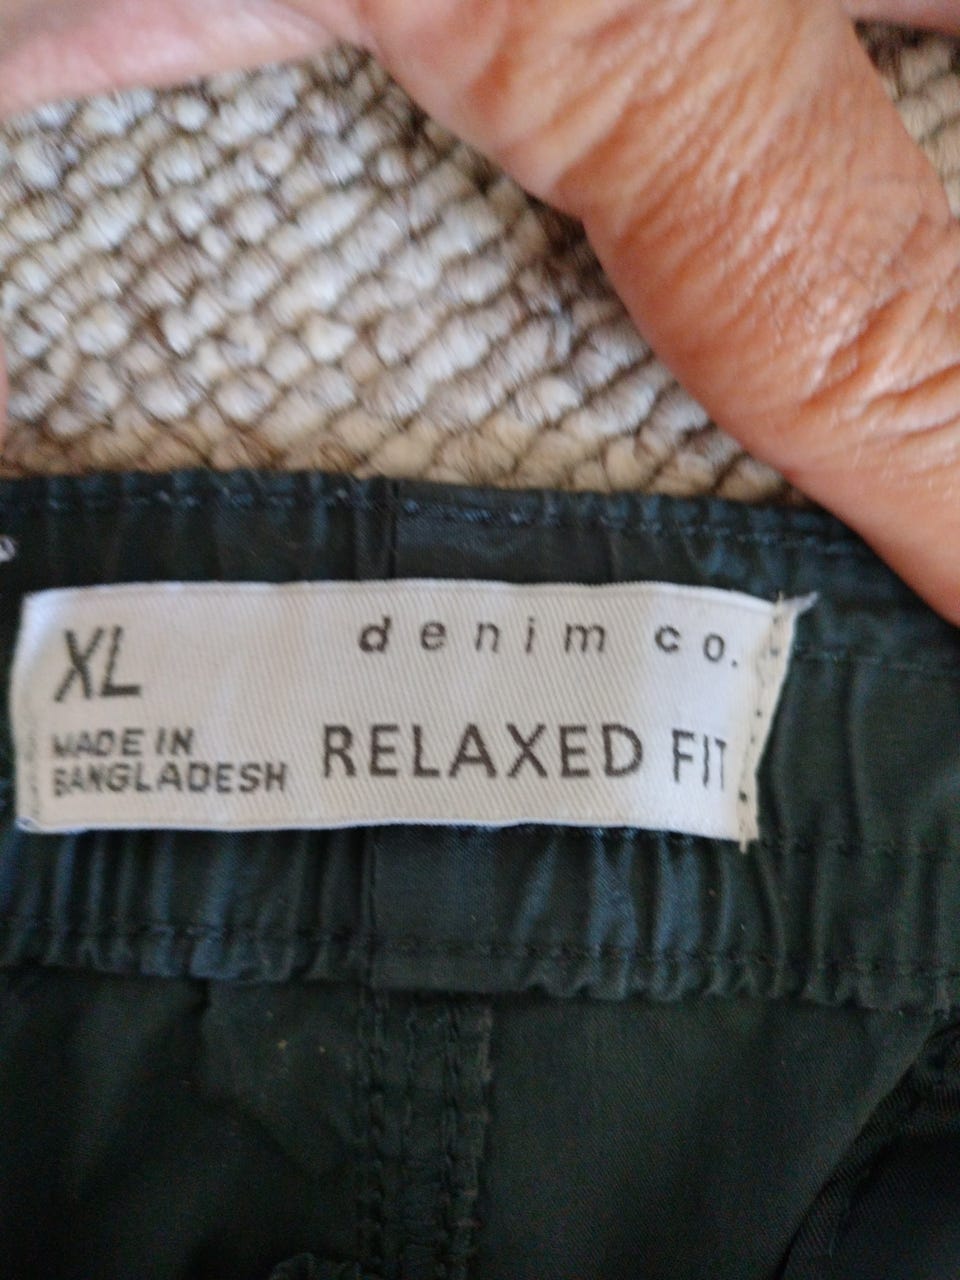 XL
denim co.
MADE IN
BANGLADESH
RELAXED FIT